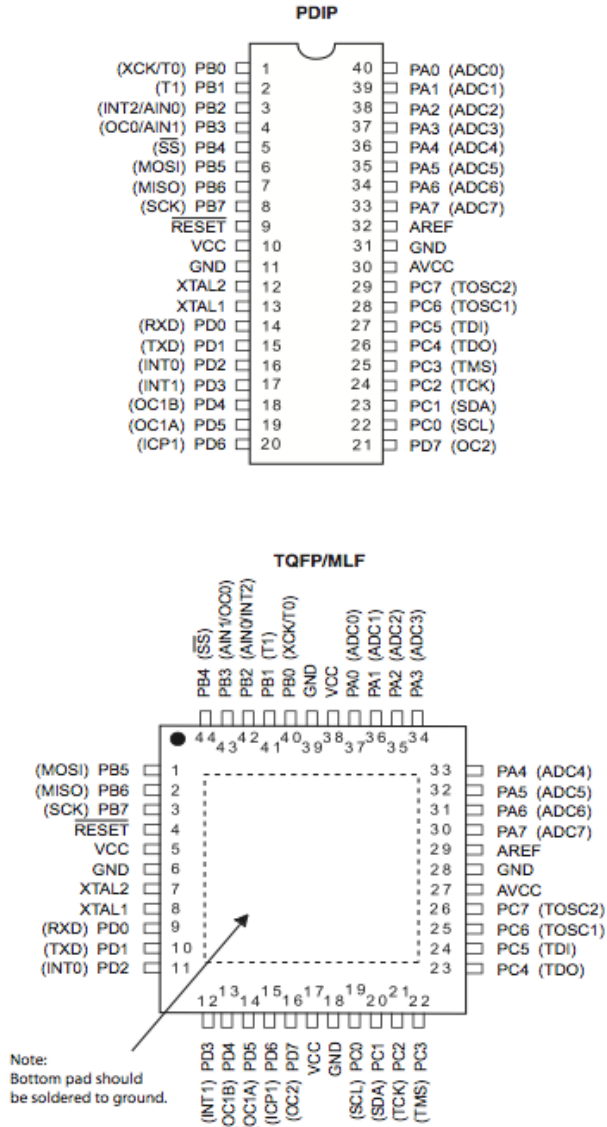 PDIP
(XCK/T0) PB0 1 40 PA0 (ADC0)
(T1) PB1 2 39 PA1 (ADC1)
(INT2/AIN0) PB2 3 38 PA2 (ADC2)
(OC0/AIN1) PB3 4 37 PA3 (ADC3)
(SS) PB4 5 36 PA4 (ADC4)
(MOSI) PB5 6 35 PA5 (ADC5)
(MISO) PB6 7 34 PA6 (ADC6)
(SCK) PB7 8 33 PA7 (ADC7)
RESET 9 32 AREF
VCC 10 31 GND
GND 11 30 AVCC
XTAL2 12 29 PC7 (TOSC2)
XTAL1 13 28 PC6 (TOSC1)
(RXD) PD0 14 27 PC5 (TDI)
(TXD) PD1 15 26 PC4 (TDO)
(INT0) PD2 16 25 PC3 (TMS)
(INT1) PD3 17 24 PC2 (TCK)
(OC1B) PD4 18 23 PC1 (SDA)
(OC1A) PD5 19 22 PC0 (SCL)
(ICP1) PD6 20 21 PD7 (OC2)
TQFP/MLF
PB4 (SS)
PB3 (AIN1/OC0)
PB2 (AIN0/INT2)
PB1 (T1)
PB0 (XCK/T0)
GND
VCC
PA0 (ADC0)
PA1 (ADC1)
PA2 (ADC2)
PA3 (ADC3)
44 43 42 41 40 39 38 37 36 35 34
(MOSI) PB5 1 33 PA4 (ADC4)
(MISO) PB6 2 32 PA5 (ADC5)
(SCK) PB7 3 31 PA6 (ADC6)
RESET 4 30 PA7 (ADC7)
VCC 5 29 AREF
GND 6 28 GND
XTAL2 7 27 AVCC
XTAL1 8 26 PC7 (TOSC2)
(RXD) PD0 9 25 PC6 (TOSC1)
(TXD) PD1 10 24 PC5 (TDI)
(INT0) PD2 11 23 PC4 (TDO)
12 13 14 15 16 17 18 19 20 21 22
(INT1) PD3
OC1B) PD4
OC1A) PD5
(ICP1) PD6
(OC2) PD7
VCC
GND
(SCL) PC0
(SDA) PC1
(TCK) PC2
(TMS) PC3
Note:
Bottom pad should
be soldered to ground.